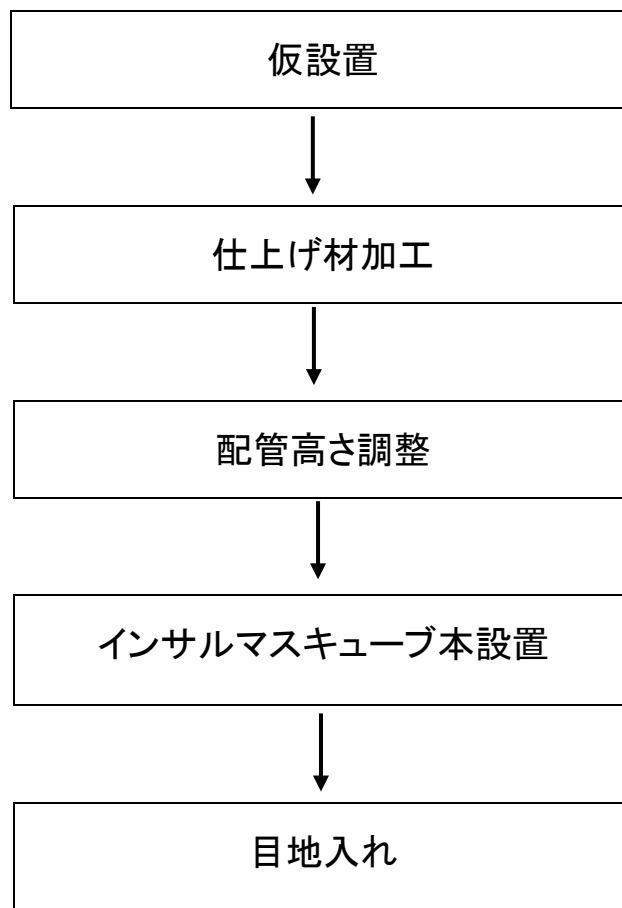 仮設置
仕上げ材加工
配管高さ調整
インサルマスキューブ本設置
目地入れ